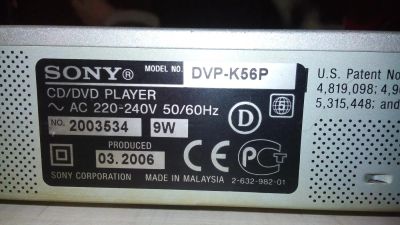 SONY® MODEL NO. DVP-K56P
CD/DVD PLAYER
~ AC 220-240V 50/60Hz
NO. 2003534 9W
D
PRODUCED
03.2006
CE
SONY CORPORATION MADE IN MALAYSIA 2-632-982-01
U.S. Patent No
4,819,098; 4,9
5,315,448; and